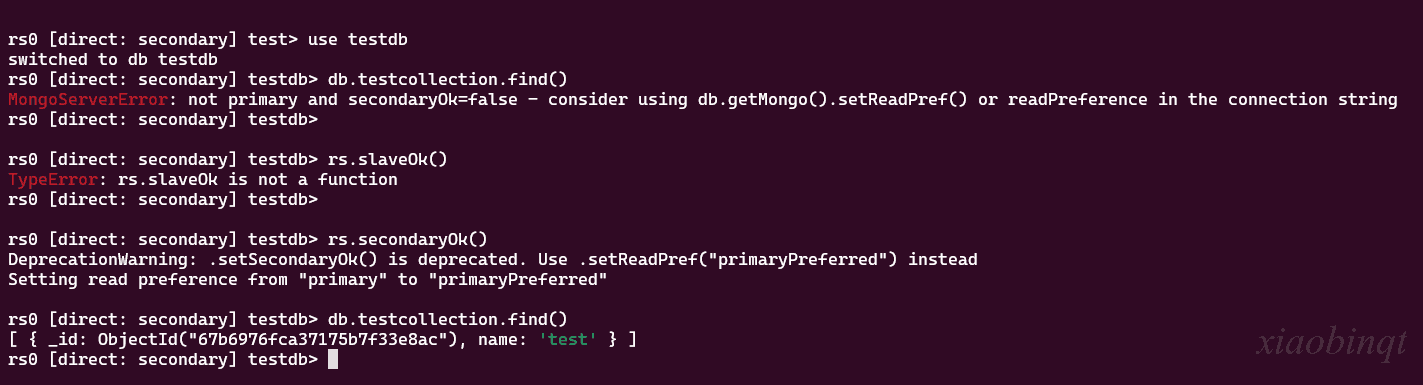 rs0 [direct: secondary] test> use testdb
switched to db testdb
rs0 [direct: secondary] testdb> db.testcollection.find()
MongoServerError: not primary and secondaryOk=false - consider using db.getMongo().setReadPref() or readPreference in the connection string
rs0 [direct: secondary] testdb>
rs0 [direct: secondary] testdb> rs.slaveOk()
TypeError: rs.slaveOk is not a function
rs0 [direct: secondary] testdb>
rs0 [direct: secondary] testdb> rs.secondaryOk()
DeprecationWarning: .setSecondaryOk() is deprecated. Use .setReadPref("primaryPreferred") instead
Setting read preference from "primary" to "primaryPreferred"
rs0 [direct: secondary] testdb> db.testcollection.find()
[ { _id: ObjectId("67b6976fca37175b7f33e8ac"), name: 'test' } ]
rs0 [direct: secondary] testdb>
xiaobinqt